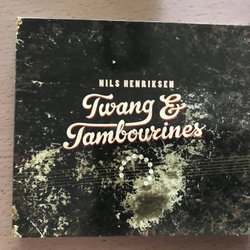 NILS HENRIKSEN
Twang &
Tambourines